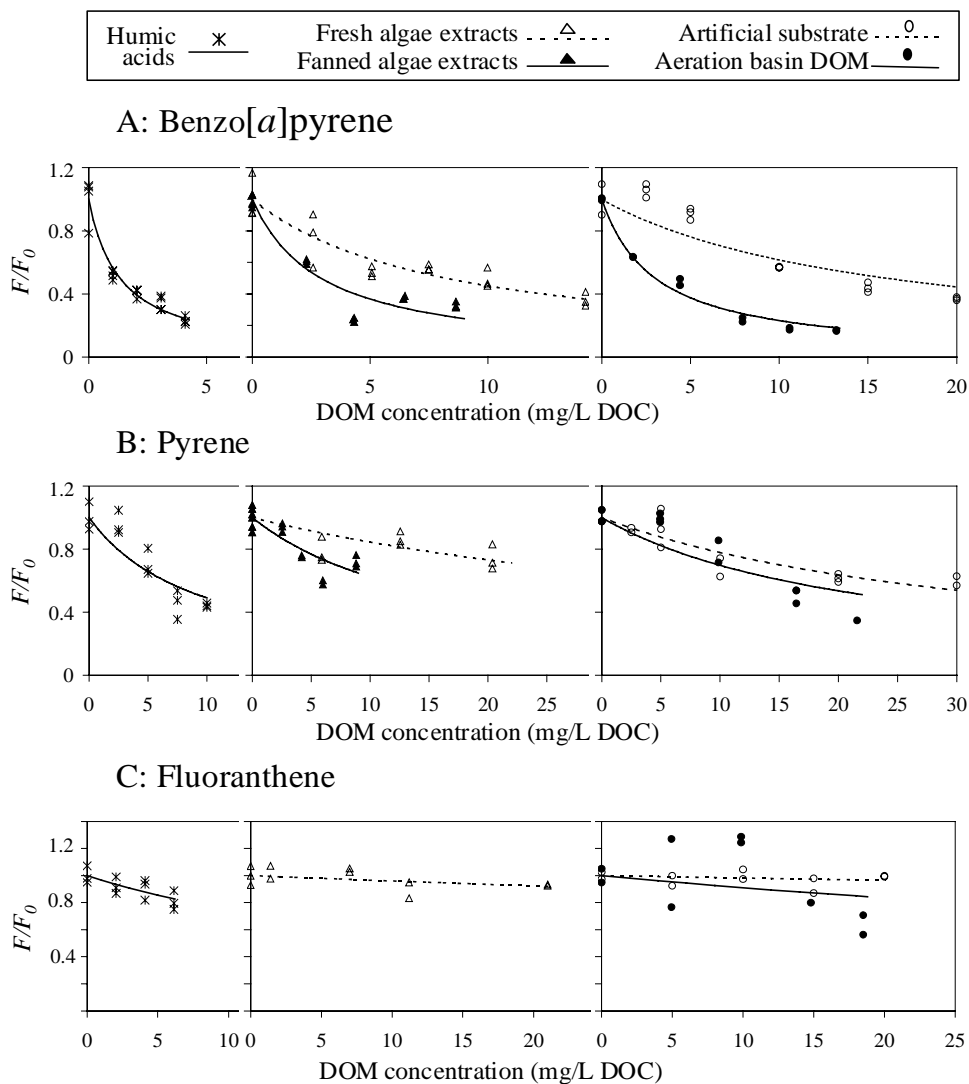 Humic acids
Fresh algae extracts
Artificial substrate
Fanned algae extracts
Aeration basin DOM
A: Benzo[a]pyrene
F/F0
1.2
0.8
0.4
0
0 5 0 5 10 0 5 10 15 20
DOM concentration (mg/L DOC)
B: Pyrene
F/F0
1.2
0.8
0.4
0
0 5 10 0 5 10 15 20 25 0 5 10 15 20 25 30
DOM concentration (mg/L DOC)
C: Fluoranthene
F/F0
1.2
0.8
0.4
0 5 10 0 5 10 15 20 0 5 10 15 20 25
DOM concentration (mg/L DOC)